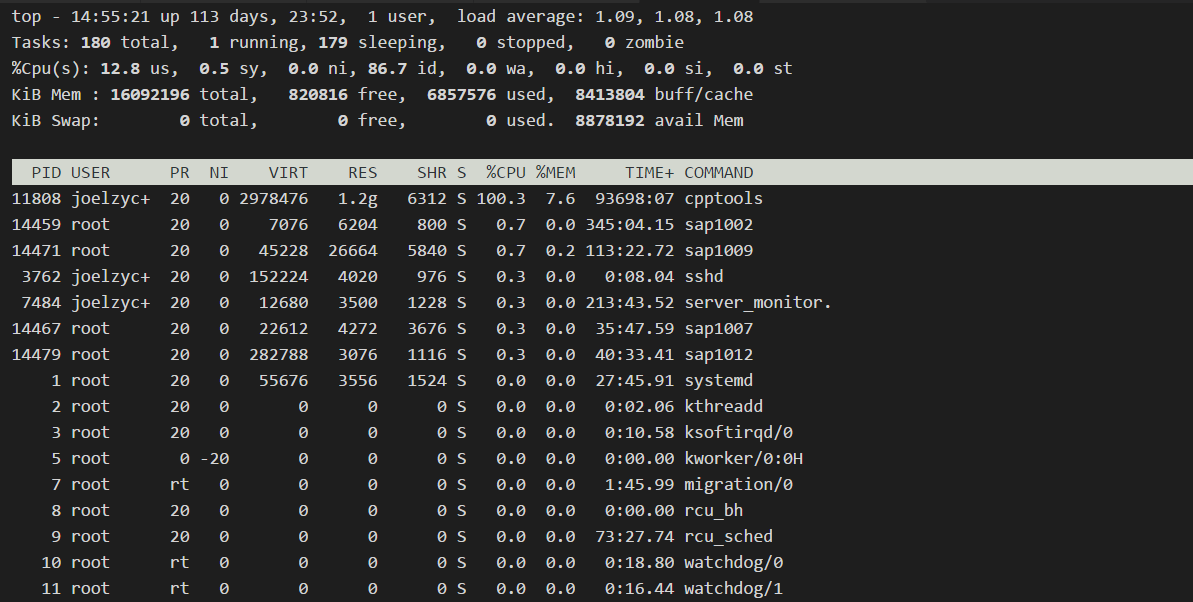 top - 14:55:21 up 113 days, 23:52,  1 user,  load average: 1.09, 1.08, 1.08
Tasks: 180 total,   1 running, 179 sleeping,   0 stopped,   0 zombie
%Cpu(s): 12.8 us,  0.5 sy,  0.0 ni, 86.7 id,  0.0 wa,  0.0 hi,  0.0 si,  0.0 st
KiB Mem : 16092196 total,   820816 free,  6857576 used,  8413804 buff/cache
KiB Swap:        0 total,        0 free,        0 used.  8878192 avail Mem
  PID USER      PR  NI    VIRT    RES    SHR S  %CPU %MEM     TIME+ COMMAND
11808 joelzyc+  20   0 2978476   1.2g   6312 S 100.3  7.6  93698:07 cpptools
14459 root      20   0    7076   6204    800 S   0.7  0.0 345:04.15 sap1002
14471 root      20   0   45228  26664   5840 S   0.7  0.2 113:22.72 sap1009
 3762 joelzyc+  20   0  152224   4020    976 S   0.3  0.0   0:08.04 sshd
 7484 joelzyc+  20   0   12680   3500   1228 S   0.3  0.0 213:43.52 server_monitor.
14467 root      20   0   22612   4272   3676 S   0.3  0.0  35:47.59 sap1007
14479 root      20   0  282788   3076   1116 S   0.3  0.0  40:33.41 sap1012
    1 root      20   0   55676   3556   1524 S   0.0  0.0  27:45.91 systemd
    2 root      20   0       0      0      0 S   0.0  0.0   0:02.06 kthreadd
    3 root      20   0       0      0      0 S   0.0  0.0   0:10.58 ksoftirqd/0
    5 root       0 -20       0      0      0 S   0.0  0.0   0:00.00 kworker/0:0H
    7 root      rt   0       0      0      0 S   0.0  0.0   1:45.99 migration/0
    8 root      20   0       0      0      0 S   0.0  0.0   0:00.00 rcu_bh
    9 root      20   0       0      0      0 S   0.0  0.0  73:27.74 rcu_sched
   10 root      rt   0       0      0      0 S   0.0  0.0   0:18.80 watchdog/0
   11 root      rt   0       0      0      0 S   0.0  0.0   0:16.44 watchdog/1